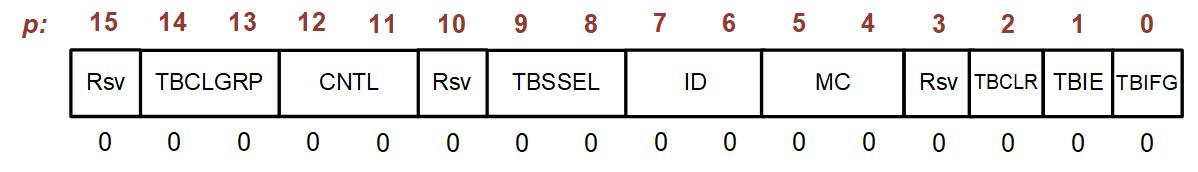 p: 15 14 13 12 11 10 9 8 7 6 5 4 3 2 1 0
Rsv TBCLGRP CNTL Rsv TBSSEL ID MC Rsv TBCLR TBIE TBIFG
0 0 0 0 0 0 0 0 0 0 0 0 0 0 0 0